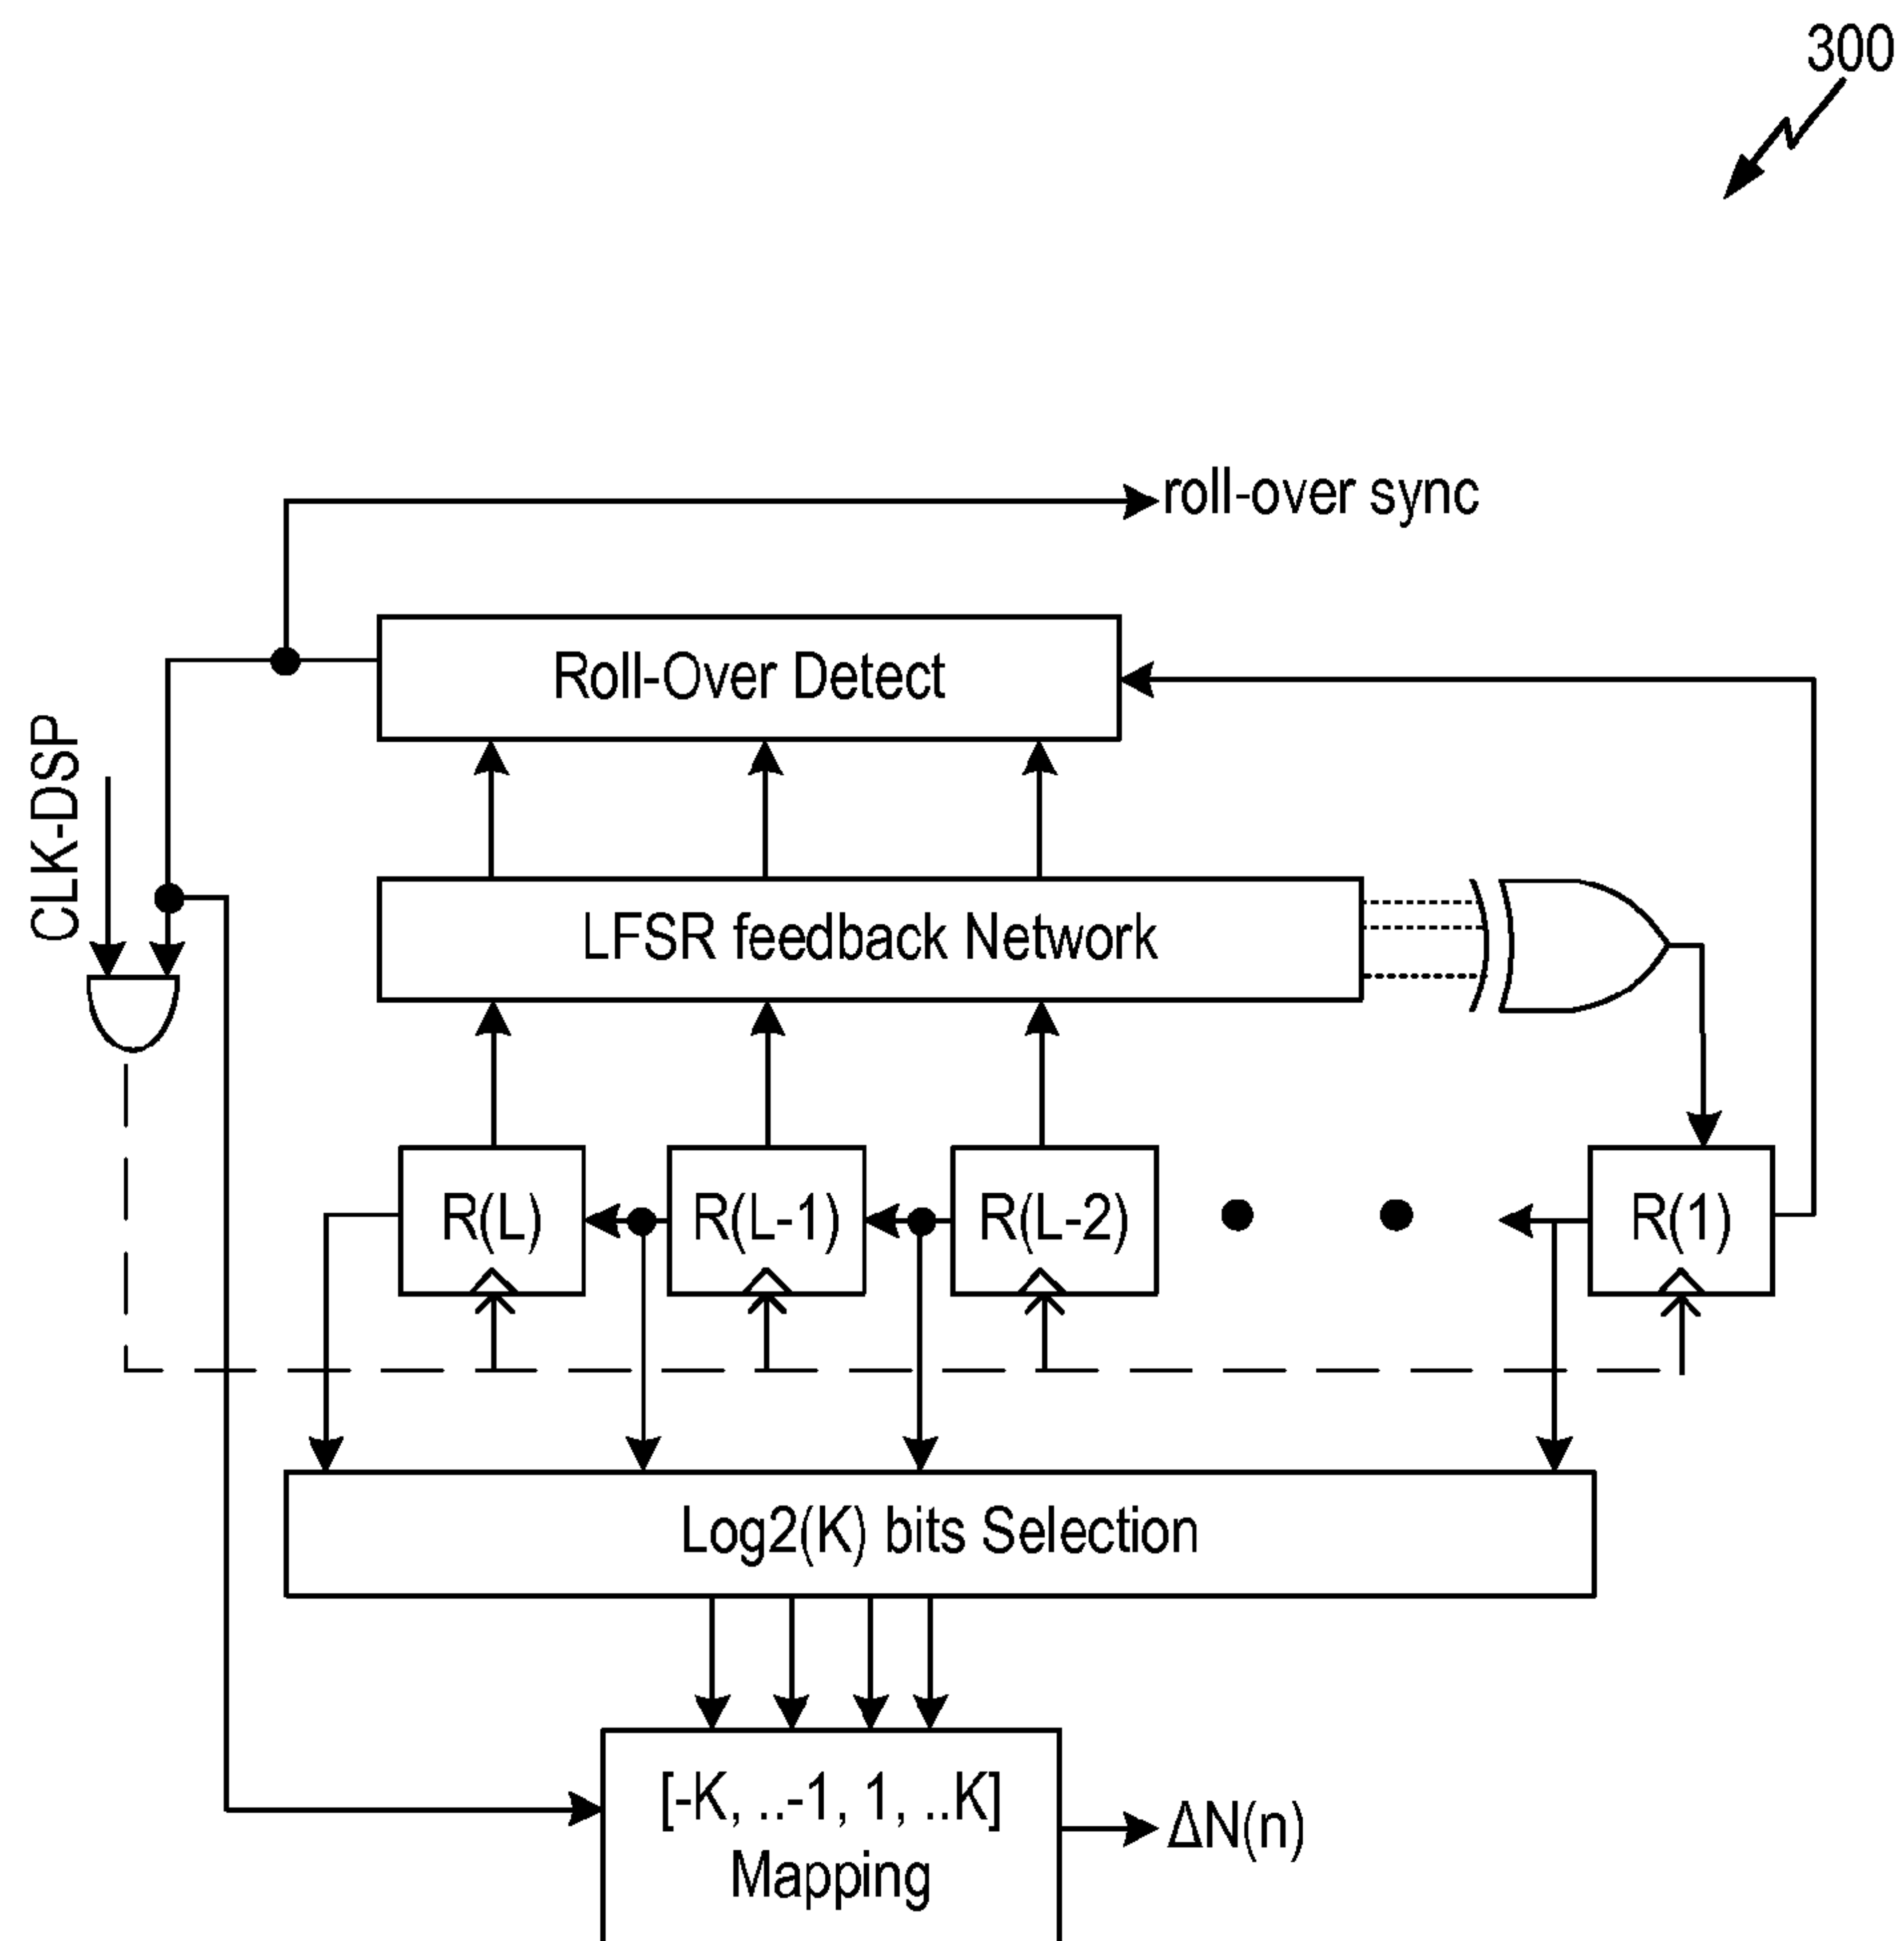 300
roll-over sync
Roll-Over Detect
CLK-DSP
LFSR feedback Network
R(L)
R(L-1)
R(L-2)
R(1)
Log2(K) bits Selection
[-K, ..-1, 1, ..K]
Mapping
ΔN(n)